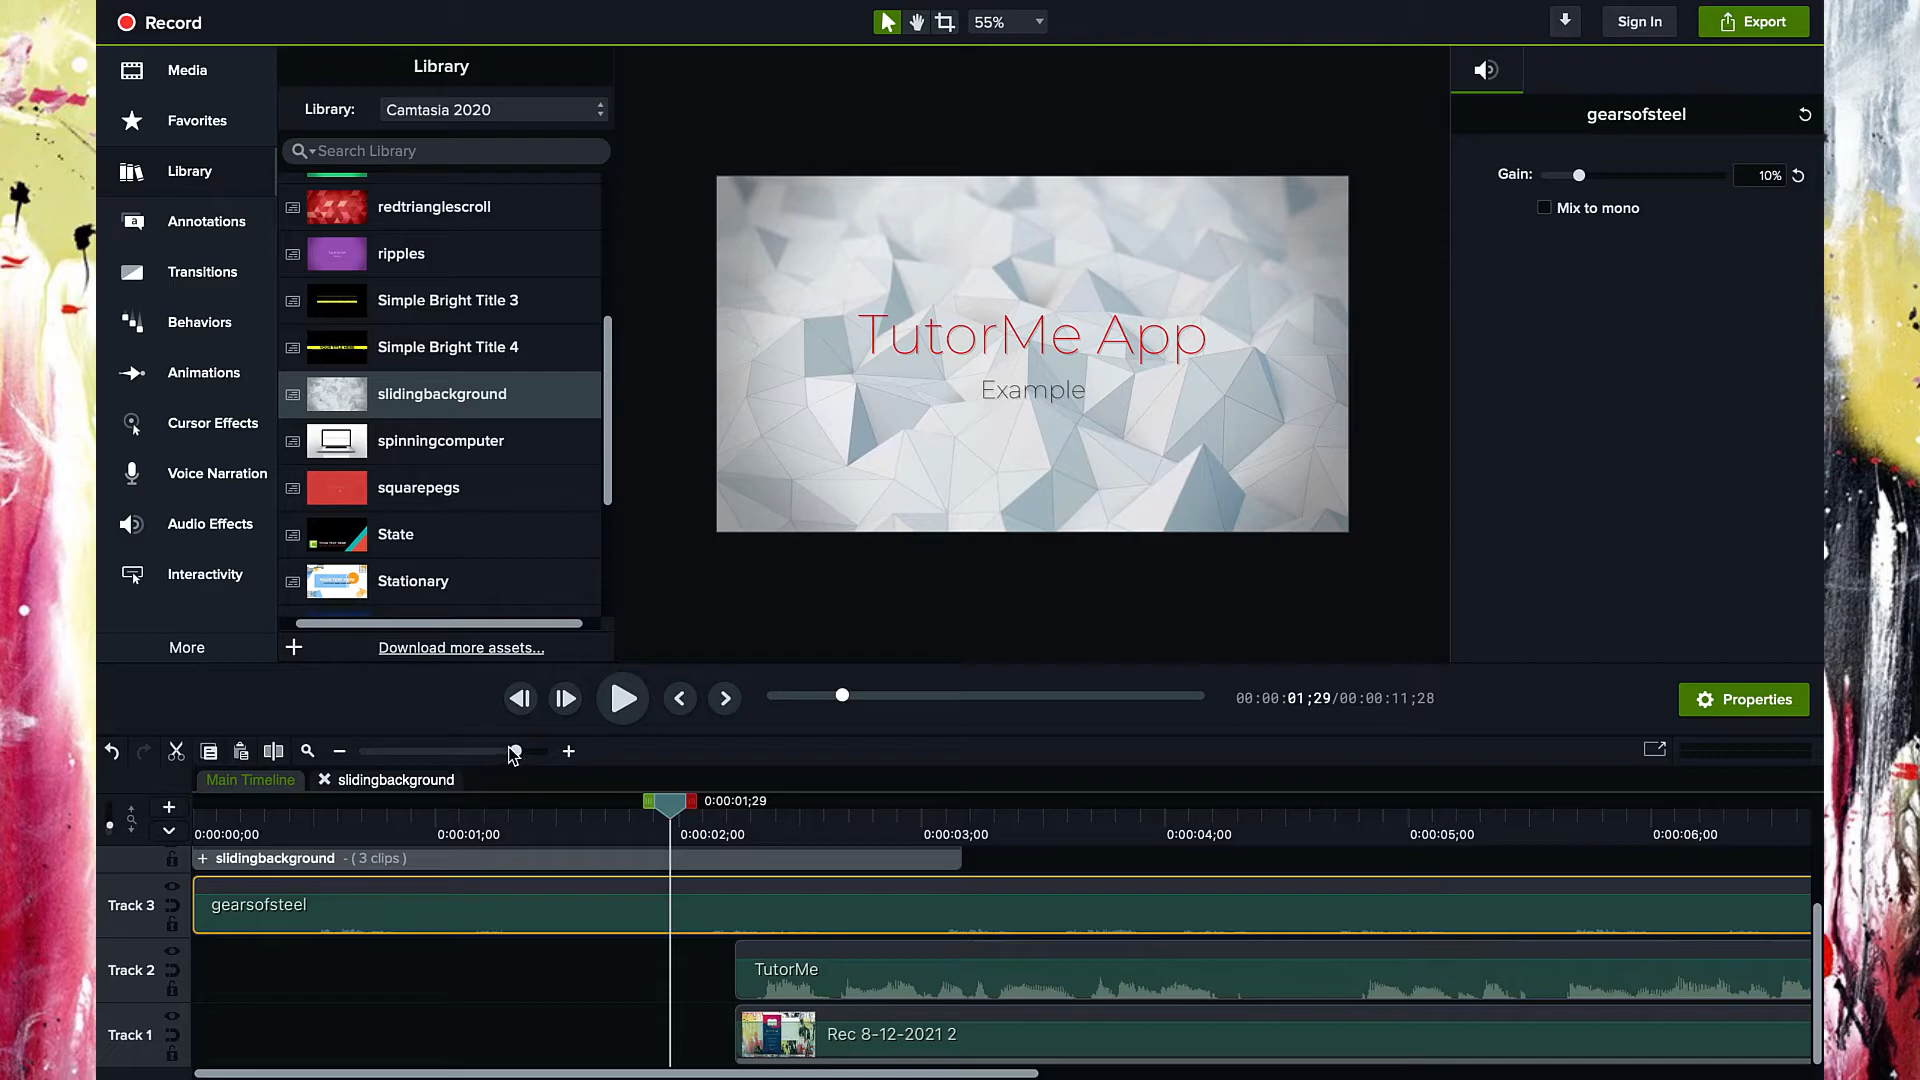 Record
55%
Sign In
Export
Media
Favorites
Library
Annotations
Transitions
Behaviors
Animations
Cursor Effects
Voice Narration
Audio Effects
Interactivity
More
Library
Library: Camtasia 2020
Search Library
redtrianglescroll
ripples
Simple Bright Title 3
Simple Bright Title 4
slidingbackground
spinningcomputer
squarepegs
State
Stationary
Download more assets...
TutorMe App
Example
gearsofsteel
Gain: 10%
Mix to mono
00:00:01;29/00:00:11;28
Properties
Main Timeline
slidingbackground
0:00:01;29
0:00:00;00 0:00:01;00 0:00:02;00 0:00:03;00 0:00:04;00 0:00:05;00 0:00:06;00
+ slidingbackground - ( 3 clips )
Track 3
gearsofsteel
Track 2
TutorMe
Track 1
Rec 8-12-2021 2